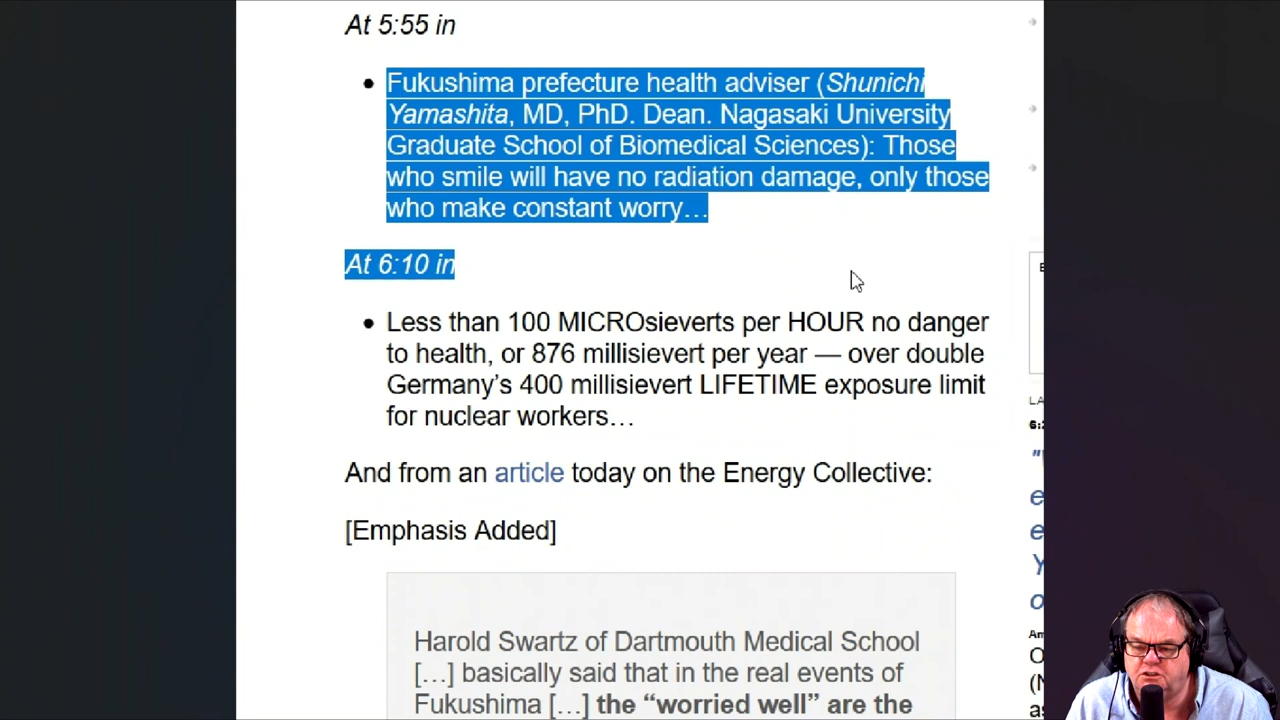 At 5:55 in
Fukushima prefecture health adviser (Shunichi
Yamashita, MD, PhD. Dean. Nagasaki University
Graduate School of Biomedical Sciences): Those
who smile will have no radiation damage, only those
who make constant worry…
At 6:10 in
Less than 100 MICROsieverts per HOUR no danger
to health, or 876 millisievert per year — over double
Germany’s 400 millisievert LIFETIME exposure limit
for nuclear workers…
And from an article today on the Energy Collective:
[Emphasis Added]
Harold Swartz of Dartmouth Medical School
[…] basically said that in the real events of
Fukushima […] the “worried well” are the